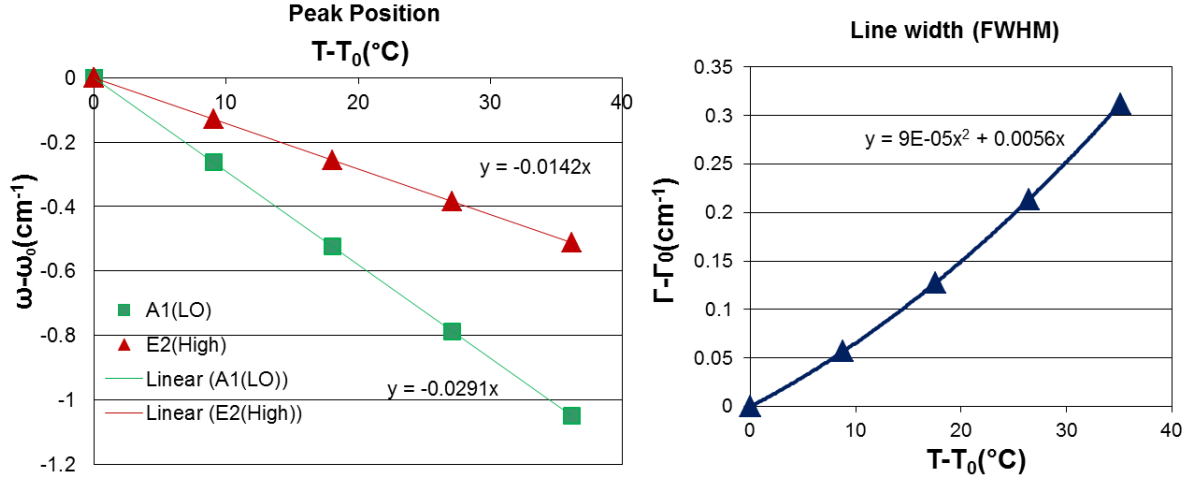 Peak Position
T-T₀(°C)
0
0 10 20 30 40
-0.2
-0.4
-0.6
-0.8
-1
-1.2
ω-ω₀(cm⁻¹)
y = -0.0142x
A1(LO)
E2(High)
Linear (A1(LO))
Linear (E2(High))
y = -0.0291x
Line width (FWHM)
0.35
0.3
0.25
0.2
0.15
0.1
0.05
0
Γ-Γ₀(cm⁻¹)
y = 9E-05x² + 0.0056x
0 10 20 30 40
T-T₀(°C)